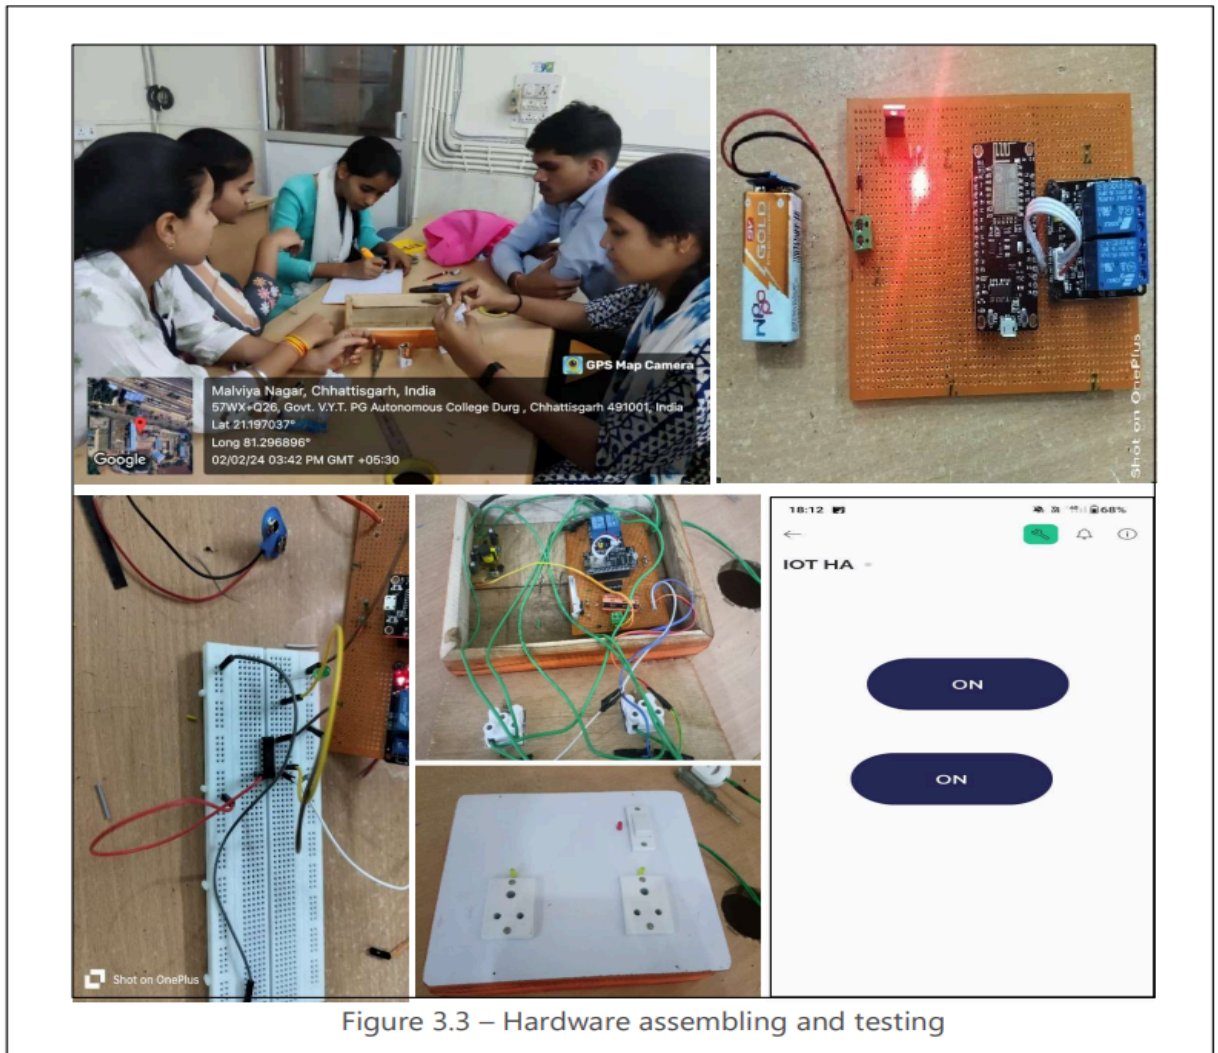 GPS Map Camera
Malviya Nagar, Chhattisgarh, India
57WX+Q26, Govt. V.Y.T. PG Autonomous College Durg , Chhattisgarh 491001, India
Lat 21.197037°
Long 81.296896°
02/02/24 03:42 PM GMT +05:30
Google
GOLD
Shot on OnePlus
Shot on OnePlus
18:12
68%
IOT HA
ON
ON
Figure 3.3 – Hardware assembling and testing